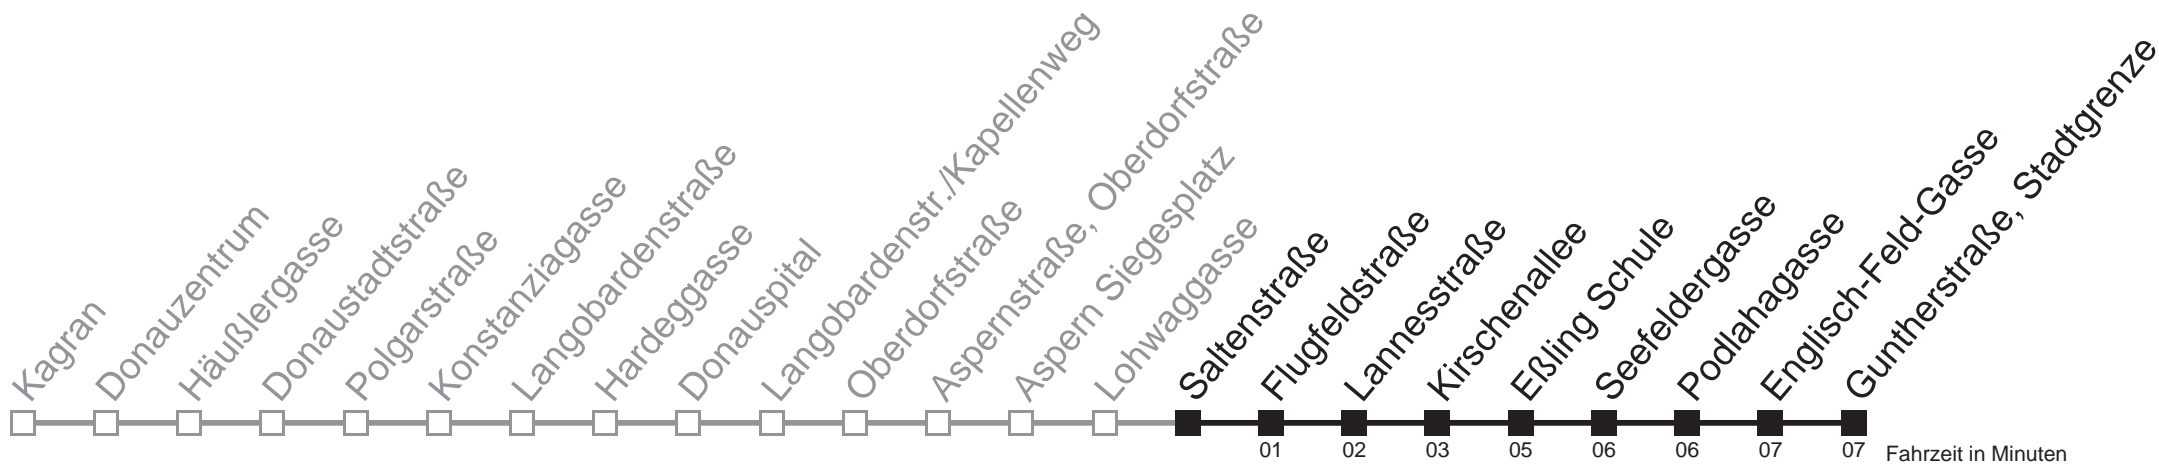 Kagran
Donauzentrum
Häußlergasse
Donaustadtstraße
Polgarstraße
Konstanziagasse
Langobardenstraße
Hardeggasse
Donauspital
Langobardenstr./Kapellenweg
Oberdorfstraße
Aspernstraße, Oberdorfstraße
Aspern Siegesplatz
Lohwaggasse
Saltenstraße
Flugfeldstraße
Lannesstraße
Kirschenallee
Eßling Schule
Seefeldergasse
Podlahagasse
Englisch-Feld-Gasse
Guntherstraße, Stadtgrenze
01 02 03 05 06 06 07 07 Fahrzeit in Minuten